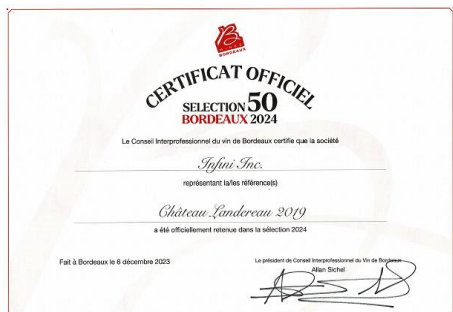 BORDEAUX
CERTIFICAT OFFICIEL
SELECTION 50
BORDEAUX 2024
Le Conseil Interprofessionnel du vin de Bordeaux certifie que la société
Infini Inc.
représentant la/les référence(s)
Château Landereau 2019
a été officiellement retenue dans la sélection 2024
Fait à Bordeaux le 6 décembre 2023
Le président de Conseil Interprofessionnel du Vin de Bordeaux
Allan Sichel